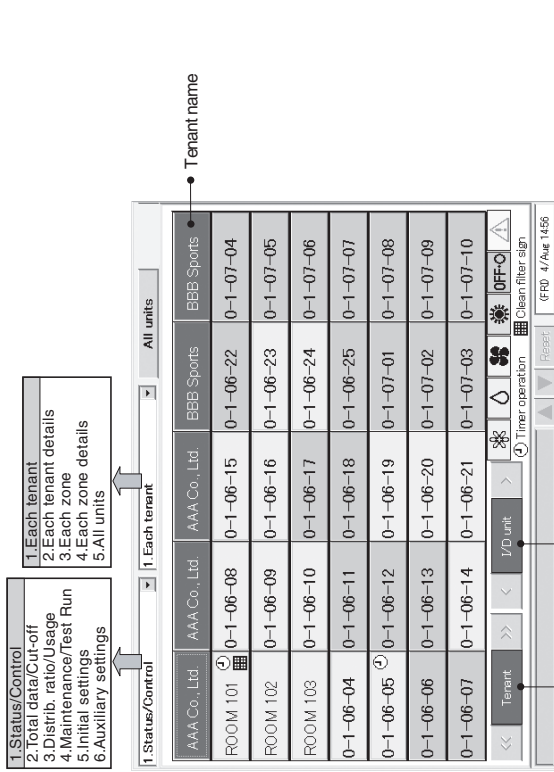 1.Status/Control
2.Total data/Cut-off
3.Distrib. ratio/Usage
4.Maintenance/Test Run
5.Initial settings
6.Auxiliary settings
1.Each tenant
2.Each tenant details
3.Each zone
4.Each zone details
5.All units
1.Status/Control 1. Each tenant All units
AAA Co., Ltd. AAA Co., Ltd. AAA Co., Ltd. BBB Sports BBB Sports Tenant name
ROOM 101 0-1-06-08 0-1-06-15 0-1-06-22 0-1-07-04
ROOM 102 0-1-06-09 0-1-06-16 0-1-06-23 0-1-07-05
ROOM 103 0-1-06-10 0-1-06-17 0-1-06-24 0-1-07-06
0-1-06-04 0-1-06-11 0-1-06-18 0-1-06-25 0-1-07-07
0-1-06-05 0-1-06-12 0-1-06-19 0-1-07-01 0-1-07-08
0-1-06-06 0-1-06-13 0-1-06-20 0-1-07-02 0-1-07-09
0-1-06-07 0-1-06-14 0-1-06-21 0-1-07-03 0-1-07-10
<< Tenant >> < I/D unit > OFF
Timer operation Clean filter sign
Reset (FRI) 4/Aug 14:56